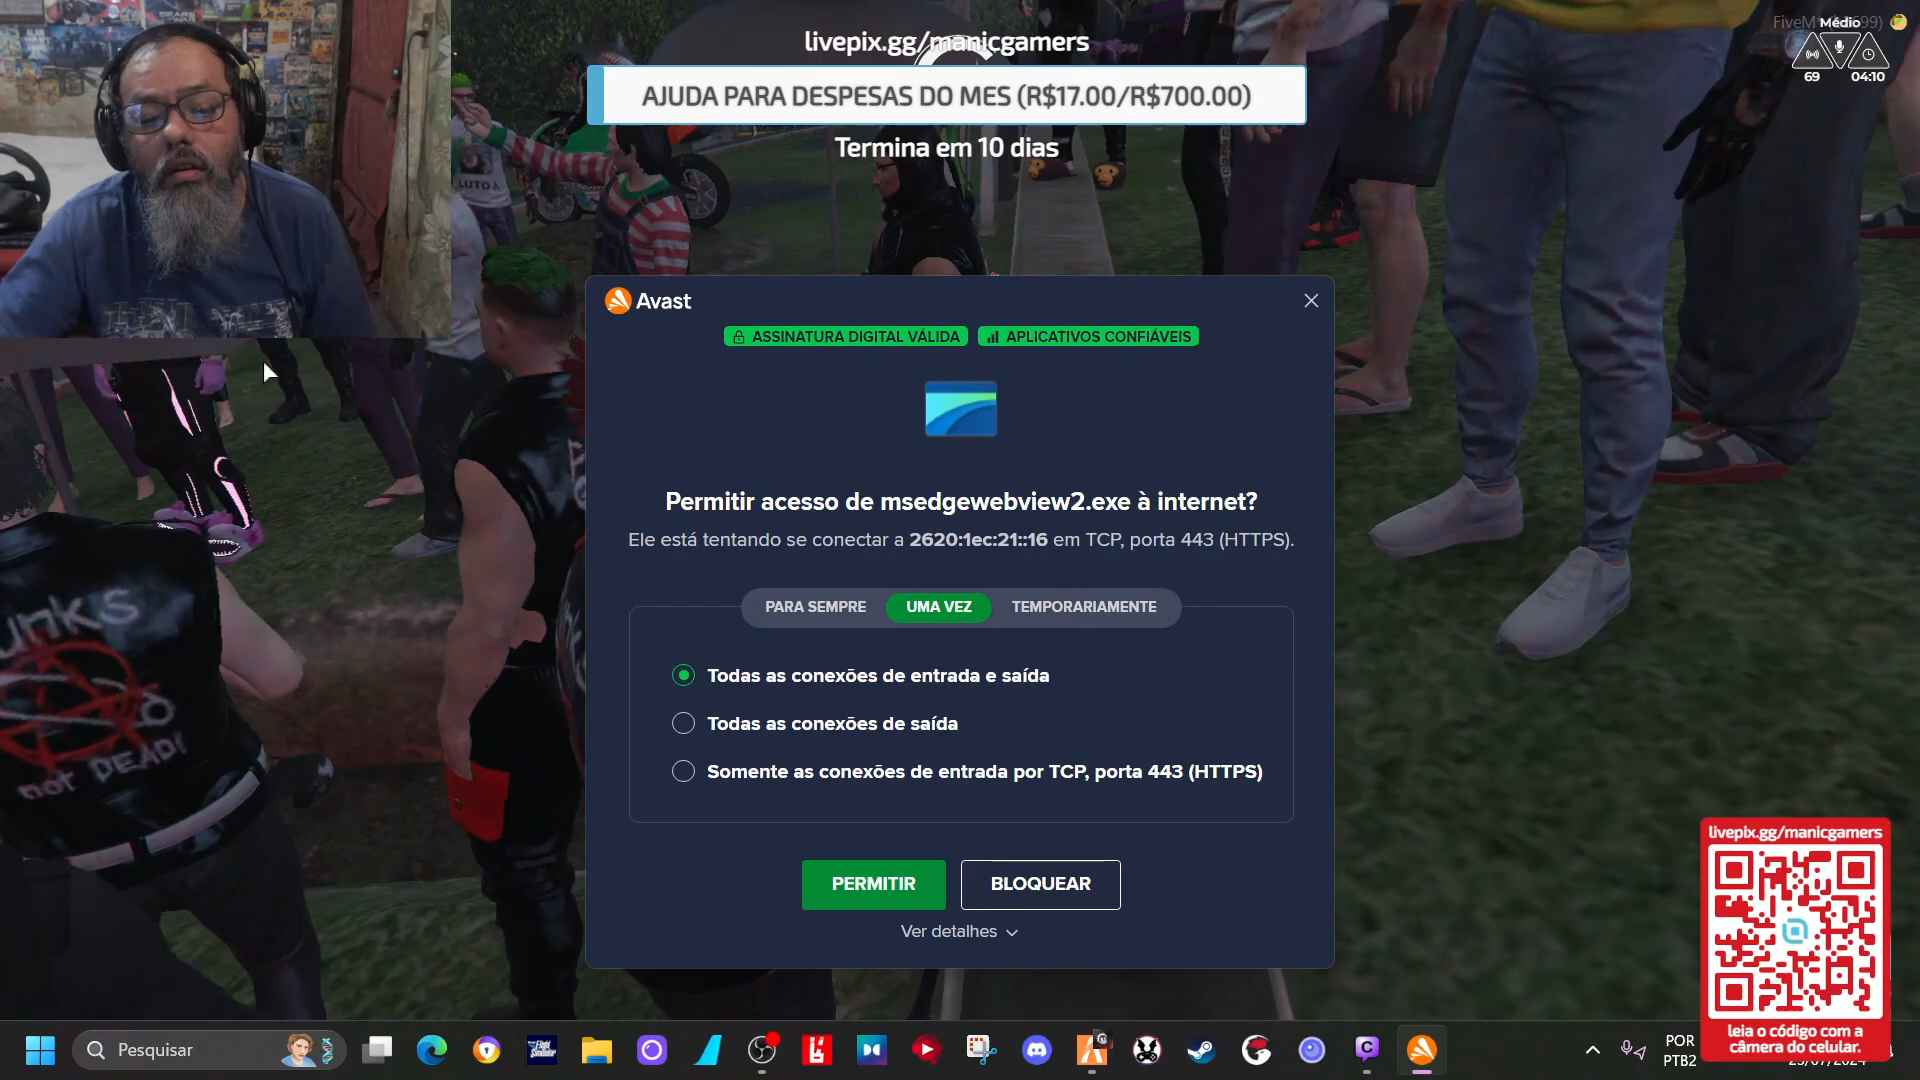 livepix.gg/manicgamers
AJUDA PARA DESPESAS DO MES (R$17.00/R$700.00)
Termina em 10 dias
Médio
69
04:10
LUTO A
Avast
ASSINATURA DIGITAL VÁLIDA
APLICATIVOS CONFIÁVEIS
Permitir acesso de msedgewebview2.exe à internet?
Ele está tentando se conectar a 2620:1ec:21::16 em TCP, porta 443 (HTTPS).
PARA SEMPRE
UMA VEZ
TEMPORARIAMENTE
Todas as conexões de entrada e saída
Todas as conexões de saída
Somente as conexões de entrada por TCP, porta 443 (HTTPS)
PERMITIR
BLOQUEAR
Ver detalhes
not DEAD!
livepix.gg/manicgamers
leia o código com a
câmera do celular.
Pesquisar
POR
PTB2